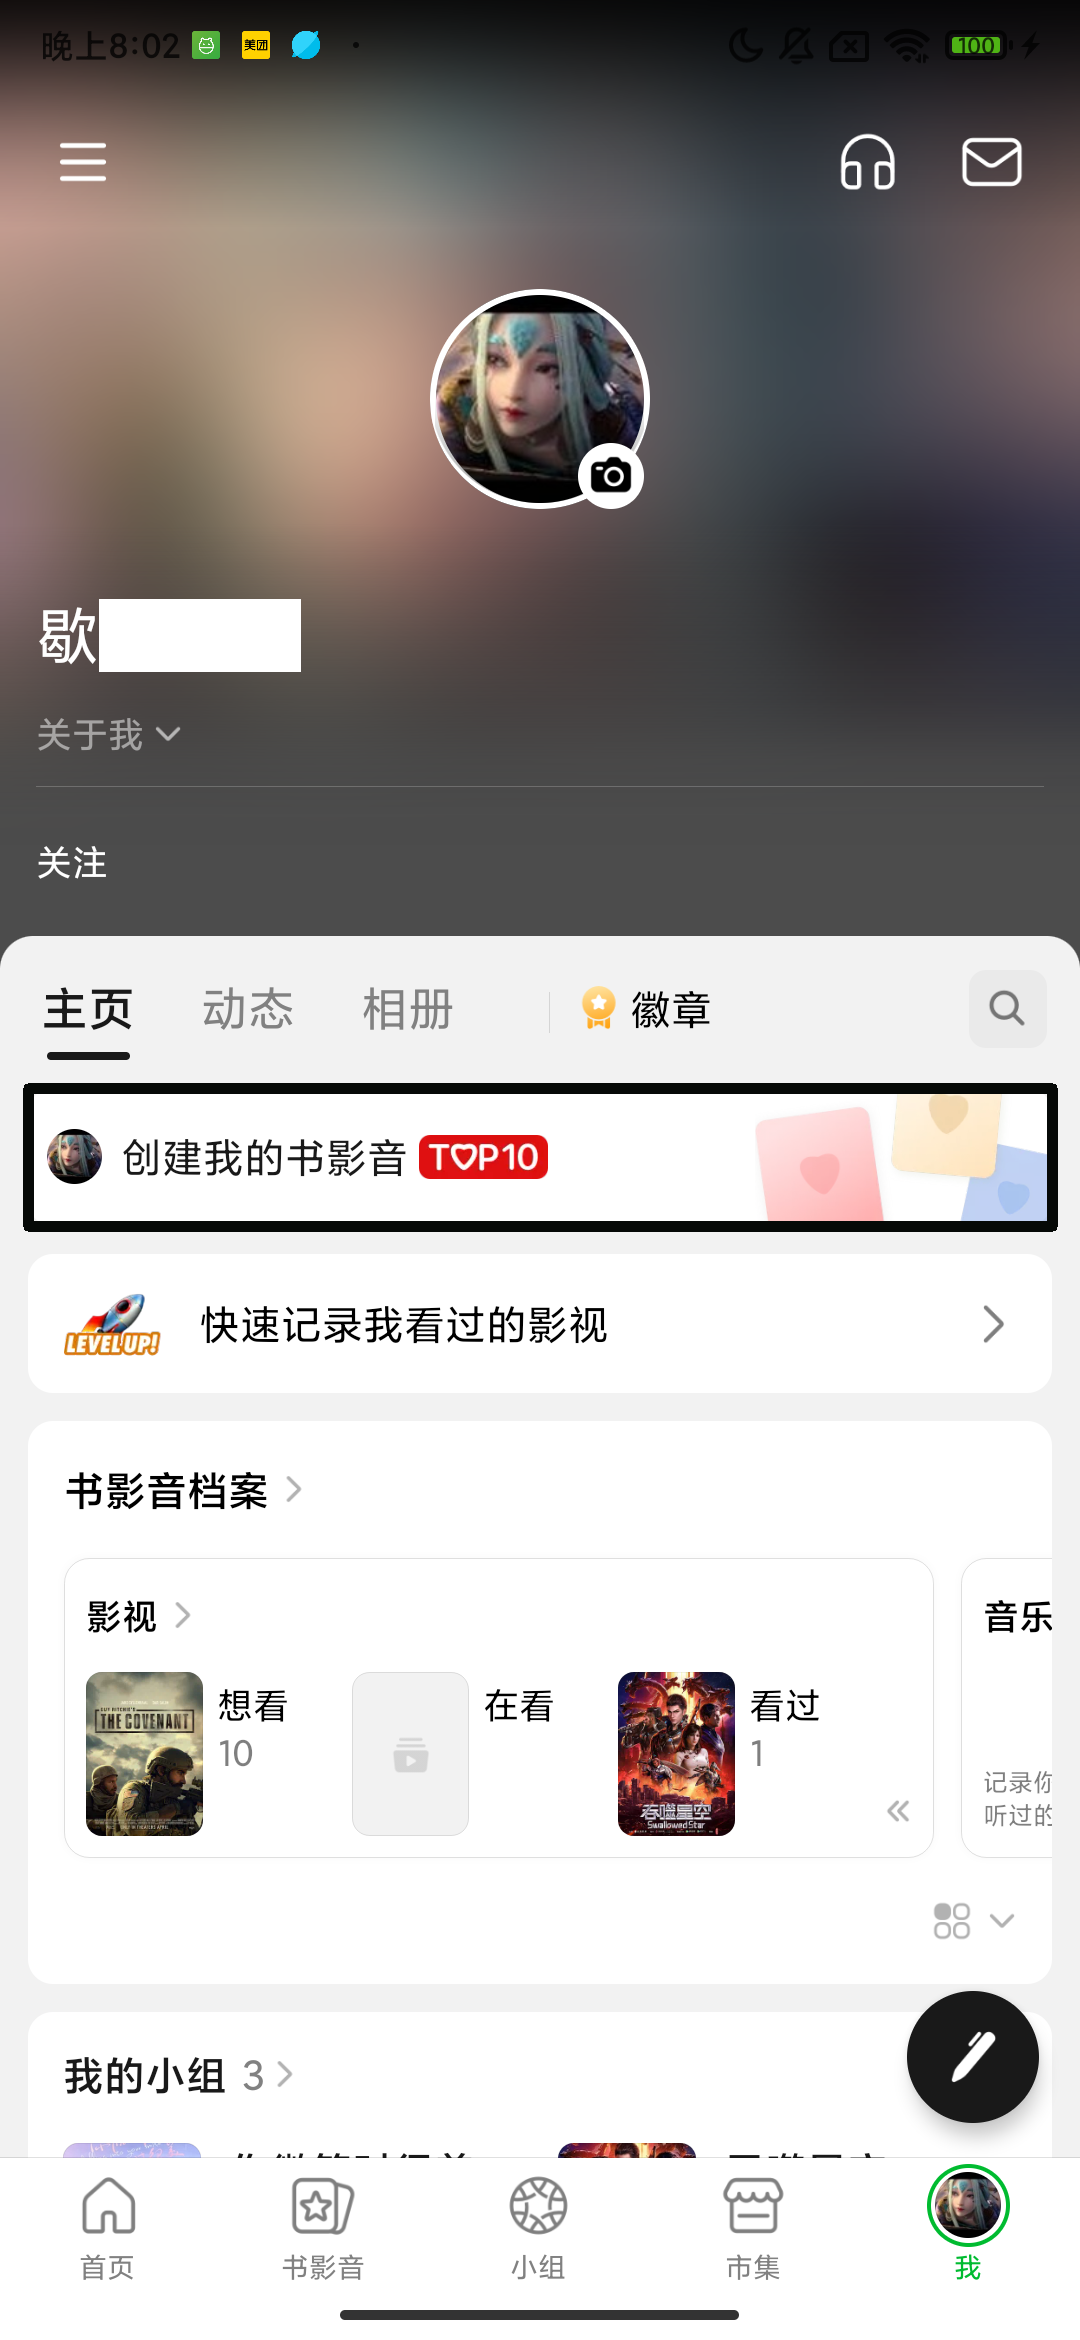 晚上8:02
美团
100
歇
关于我
关注
主页 动态 相册 徽章
创建我的书影音 TOP10
LEVEL UP! 快速记录我看过的影视
书影音档案
影视
音乐
THE COVENANT
想看
10
在看
看过
1
吞噬星空
Swallowed Star
记录你
听过的
我的小组 3
首页 书影音 小组 市集 我